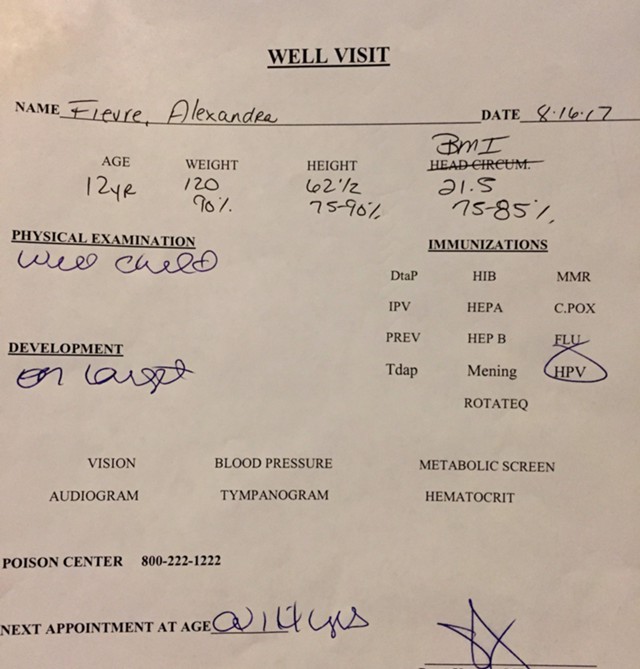 WELL VISIT
NAME Fievre, Alexandra DATE 8.16.17
BMI
AGE WEIGHT HEIGHT HEAD CIRCUM.
12yr 120 62 1/2 21.5
90% 75-90% 75-85%
PHYSICAL EXAMINATION IMMUNIZATIONS
Well Child
DtaP HIB MMR
IPV HEPA C.POX
PREV HEP B FLU
DEVELOPMENT
on target
Tdap Mening HPV
ROTATEQ
VISION BLOOD PRESSURE METABOLIC SCREEN
AUDIOGRAM TYMPANOGRAM HEMATOCRIT
POISON CENTER 800-222-1222
NEXT APPOINTMENT AT AGE 14 yrs